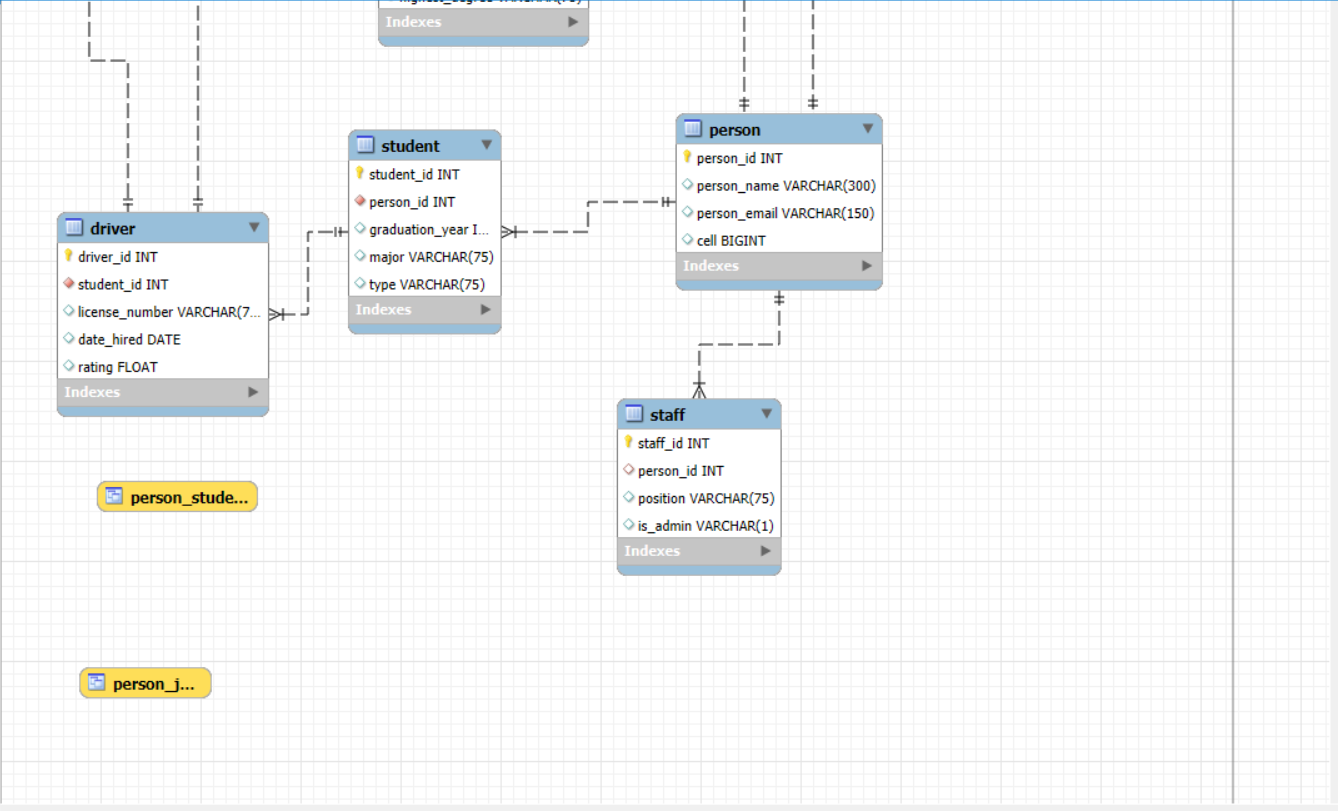 Indexes
student
student_id INT
person_id INT
graduation_year I...
major VARCHAR(75)
type VARCHAR(75)
Indexes
person
person_id INT
person_name VARCHAR(300)
person_email VARCHAR(150)
cell BIGINT
Indexes
driver
driver_id INT
student_id INT
license_number VARCHAR(7...
date_hired DATE
rating FLOAT
Indexes
staff
staff_id INT
person_id INT
position VARCHAR(75)
is_admin VARCHAR(1)
Indexes
person_stude...
person_j...